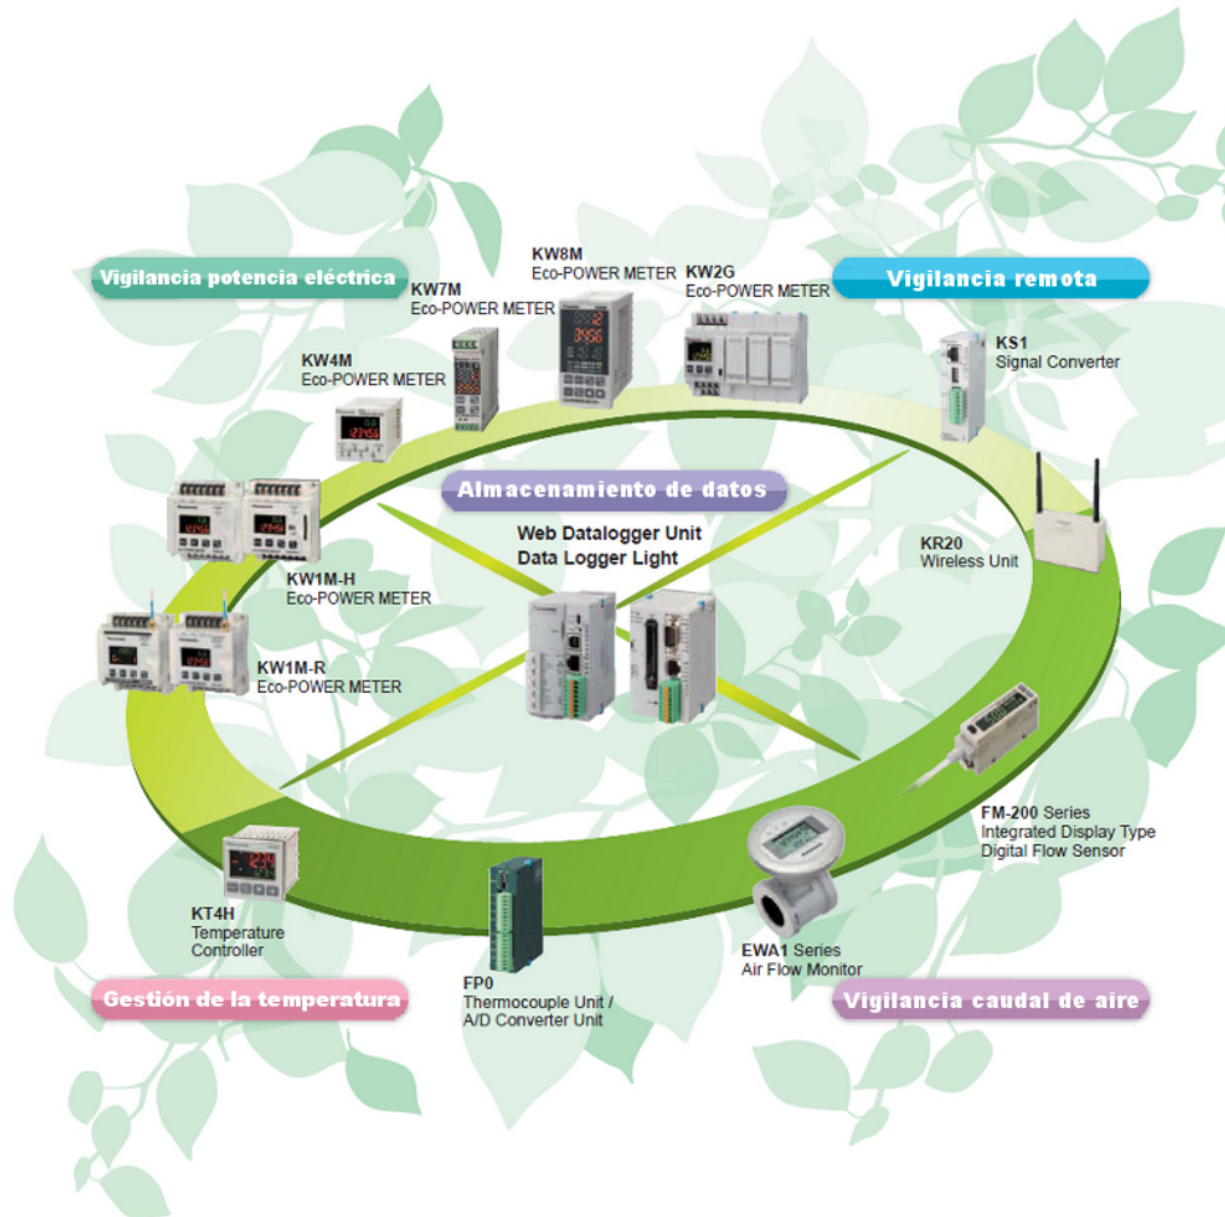 KW8M
Eco-POWER METER
Vigilancia potencia eléctrica
KW7M
Eco-POWER METER
KW2G
Eco-POWER METER
Vigilancia remota
KW4M
Eco-POWER METER
KS1
Signal Converter
Almacenamiento de datos
Web Datalogger Unit
Data Logger Light
KR20
Wireless Unit
KW1M-H
Eco-POWER METER
KW1M-R
Eco-POWER METER
FM-200 Series
Integrated Display Type
Digital Flow Sensor
KT4H
Temperature
Controller
EWA1 Series
Air Flow Monitor
FP0
Thermocouple Unit /
A/D Converter Unit
Gestión de la temperatura
Vigilancia caudal de aire